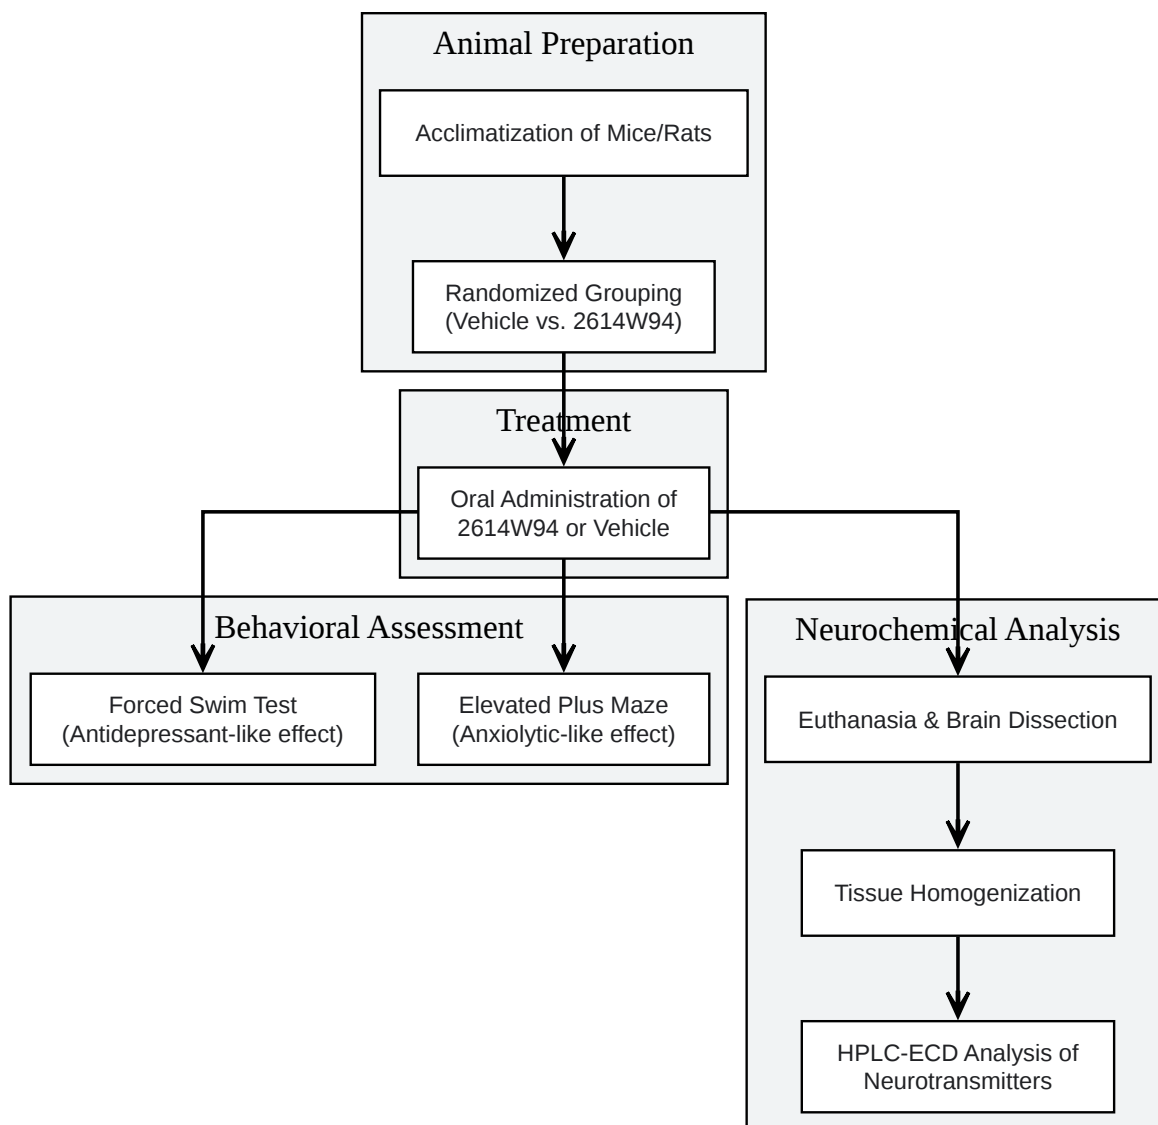 Animal Preparation
Acclimatization of Mice/Rats
Randomized Grouping
(Vehicle vs. 2614W94)
Treatment
Oral Administration of
2614W94 or Vehicle
Behavioral Assessment
Forced Swim Test
(Antidepressant-like effect)
Elevated Plus Maze
(Anxiolytic-like effect)
Neurochemical Analysis
Euthanasia & Brain Dissection
Tissue Homogenization
HPLC-ECD Analysis of
Neurotransmitters